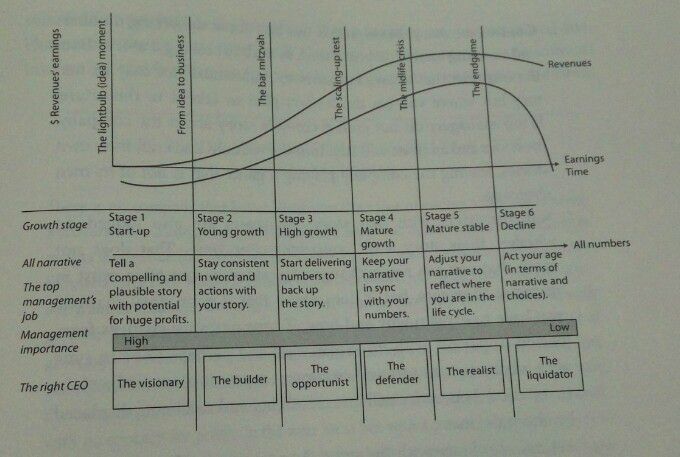 $ Revenues' earnings
The lightbulb (idea) moment
From idea to business
The bar mitzvah
The scaling-up test
The midlife crisis
The endgame
Revenues
Earnings
Time
Growth stage
Stage 1
Start-up
Stage 2
Young growth
Stage 3
High growth
Stage 4
Mature
growth
Stage 5
Mature stable
Stage 6
Decline
All narrative
All numbers
The top
management's
job
Tell a
compelling and
plausible story
with potential
for huge profits.
Stay consistent
in word and
actions with
your story.
Start delivering
numbers to
back up
the story.
Keep your
narrative
in sync
with your
numbers.
Adjust your
narrative to
reflect where
you are in the
life cycle.
Act your age
(in terms of
narrative and
choices).
Management
importance
High
Low
The right CEO
The visionary
The builder
The
opportunist
The
defender
The realist
The
liquidator